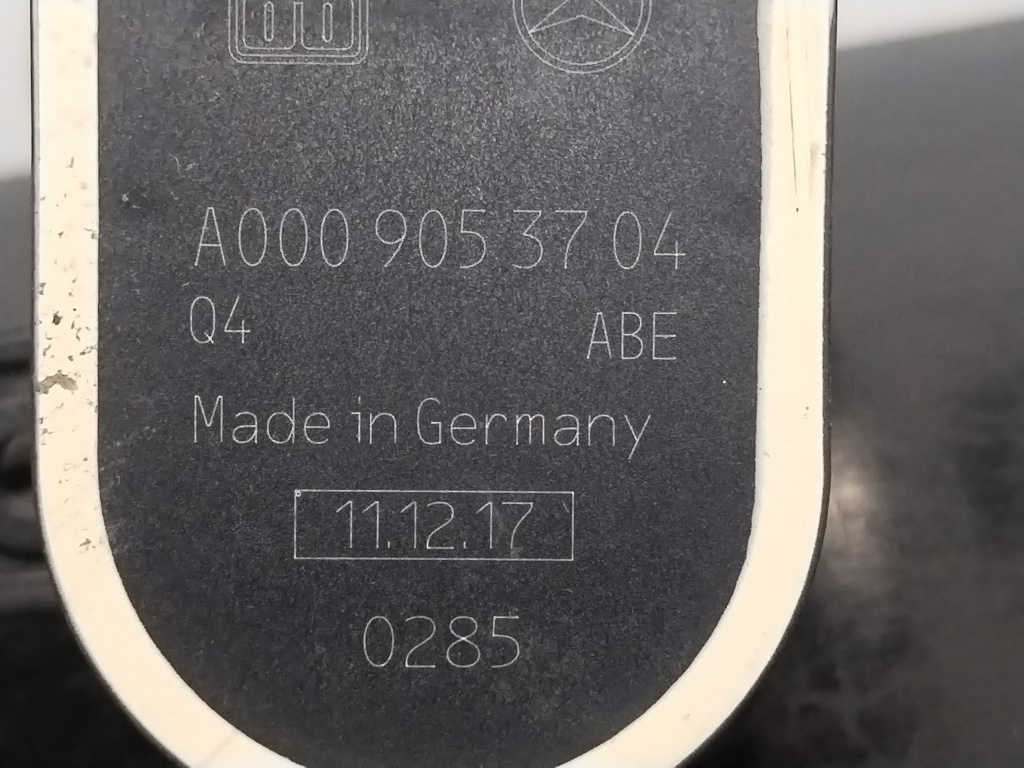 A000 905 37 04
Q4 ABE
Made in Germany
11.12.17
0285